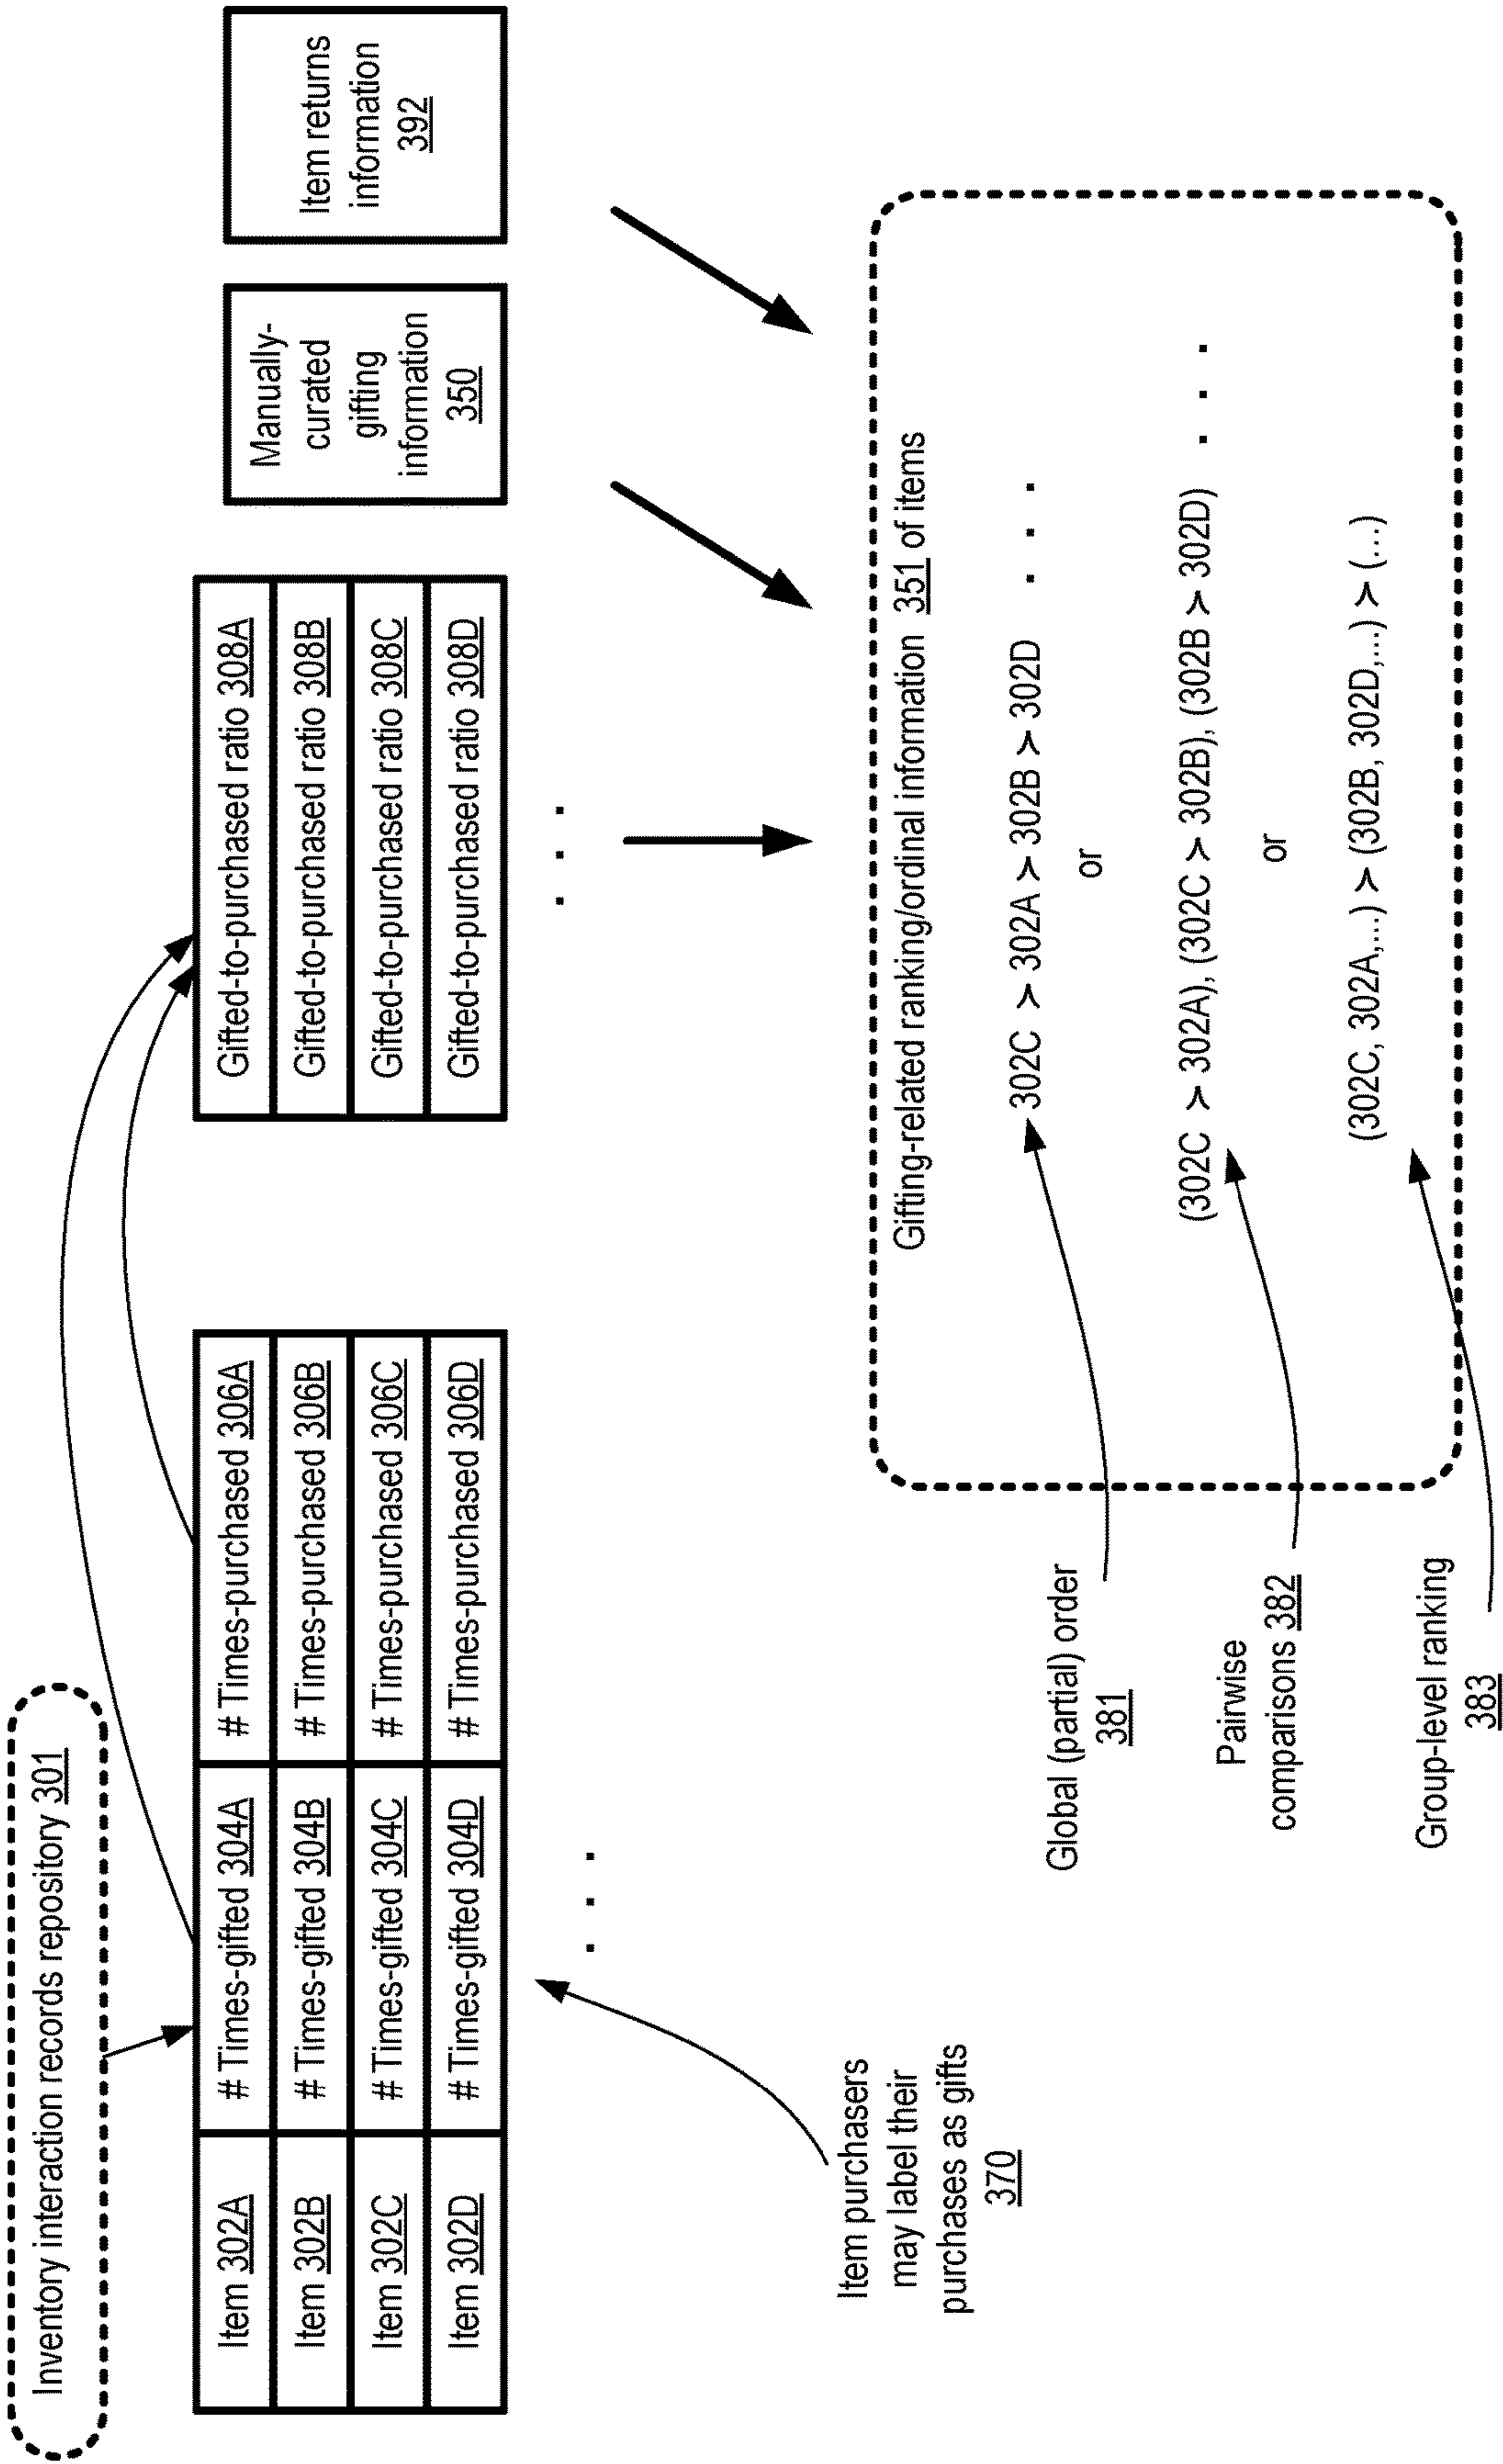 Inventory interaction records repository 301
Item 302A
# Times-gifted 304A
# Times-purchased 306A
Item 302B
# Times-gifted 304B
# Times-purchased 306B
Item 302C
# Times-gifted 304C
# Times-purchased 306C
Item 302D
# Times-gifted 304D
# Times-purchased 306D
. . .
Gifted-to-purchased ratio 308A
Gifted-to-purchased ratio 308B
Gifted-to-purchased ratio 308C
Gifted-to-purchased ratio 308D
. . .
Manually-
curated
gifting
information
350
Item returns
information
392
Item purchasers
may label their
purchases as gifts
370
Gifting-related ranking/ordinal information 351 of items
302C ≻ 302A ≻ 302B ≻ 302D . . .
or
(302C ≻ 302A), (302C ≻ 302B), (302B ≻ 302D) . . .
or
(302C, 302A,...) ≻ (302B, 302D,...) ≻ (...)
Global (partial) order
381
Pairwise
comparisons 382
Group-level ranking
383